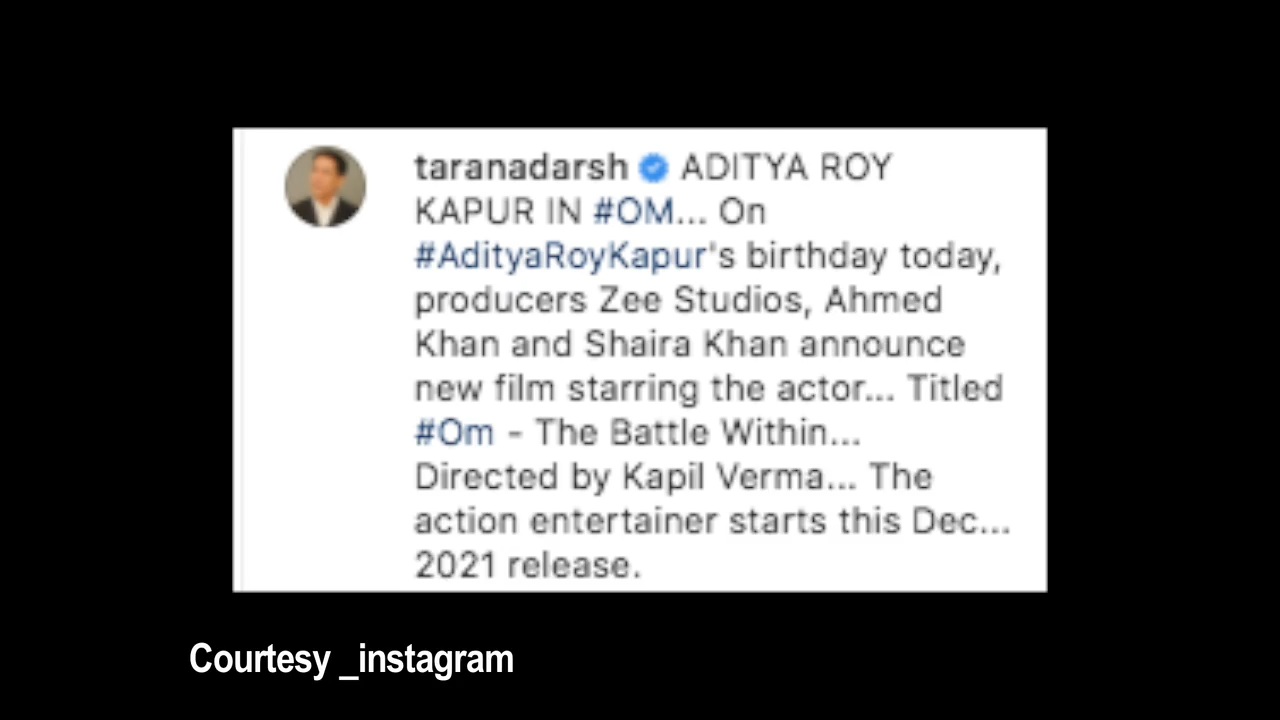 taranadarsh ADITYA ROY
KAPUR IN #OM... On
#AdityaRoyKapur's birthday today,
producers Zee Studios, Ahmed
Khan and Shaira Khan announce
new film starring the actor... Titled
#Om - The Battle Within...
Directed by Kapil Verma... The
action entertainer starts this Dec...
2021 release.
Courtesy _instagram